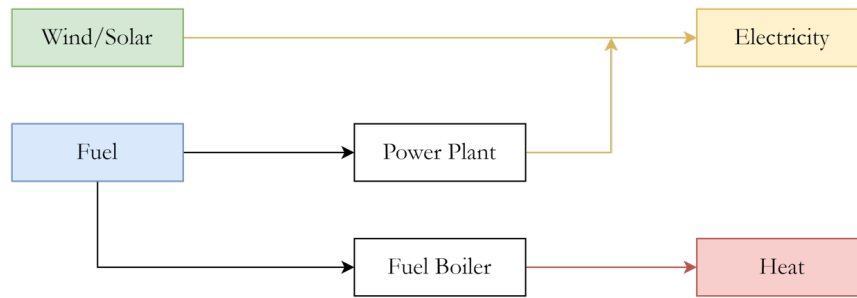 Wind/Solar
Electricity
Fuel
Power Plant
Fuel Boiler
Heat